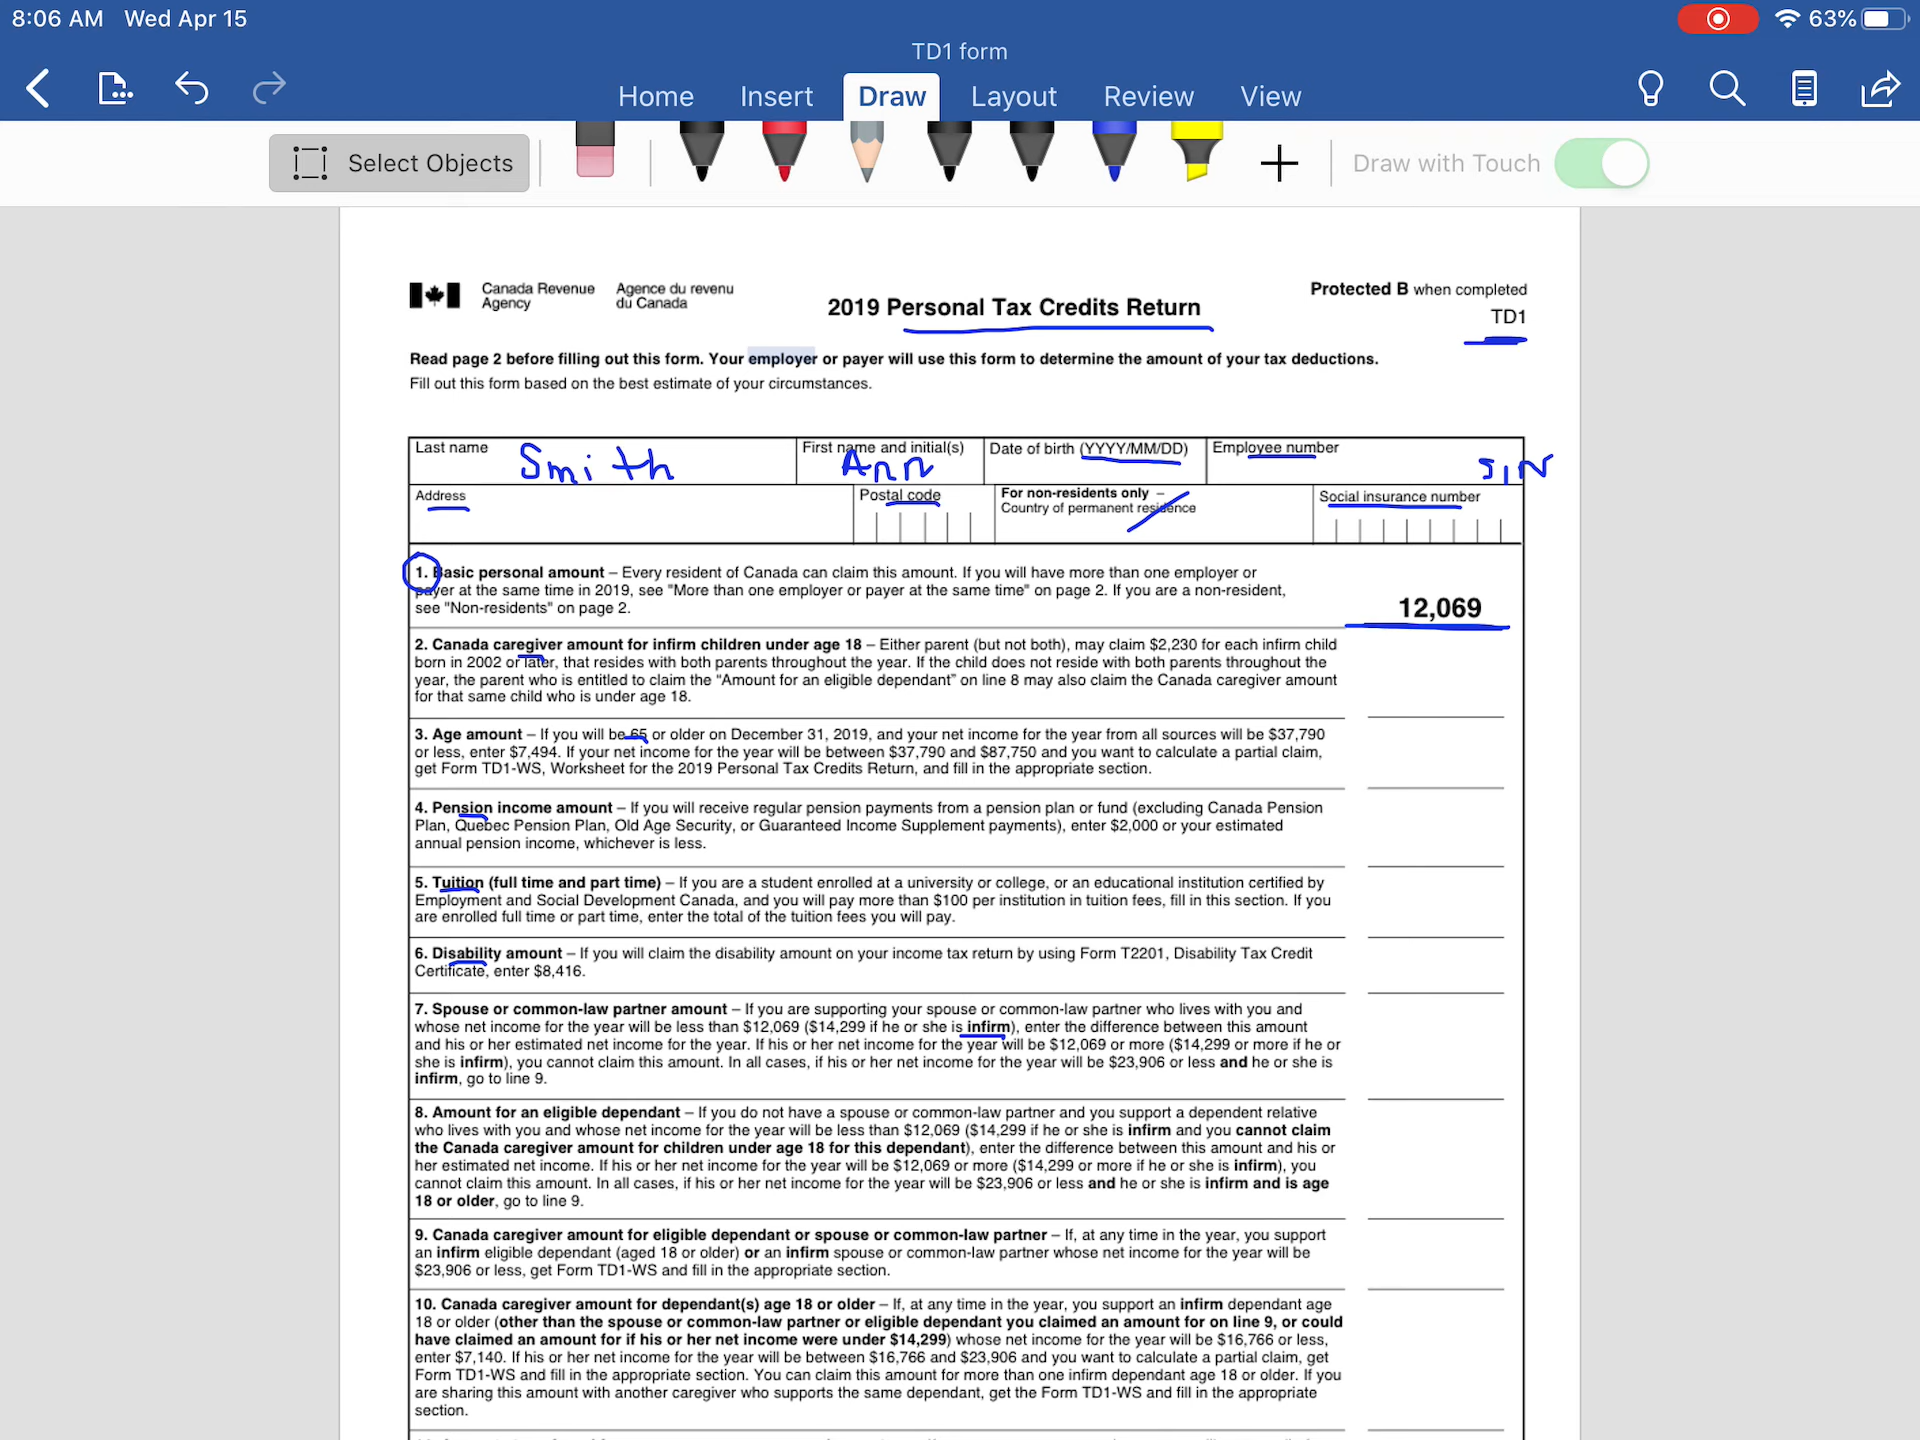 8:06 AM Wed Apr 15
63%
TD1 form
Home Insert Draw Layout Review View
Select Objects
Draw with Touch
Canada Revenue Agence du revenu
Agency du Canada
2019 Personal Tax Credits Return
Protected B when completed
TD1
Read page 2 before filling out this form. Your employer or payer will use this form to determine the amount of your tax deductions.
Fill out this form based on the best estimate of your circumstances.
Last name Smith First name and initial(s) Ann Date of birth (YYYY/MM/DD) Employee number
SIN
Address Postal code For non-residents only – Social insurance number
Country of permanent residence
1. Basic personal amount – Every resident of Canada can claim this amount. If you will have more than one employer or
payer at the same time in 2019, see "More than one employer or payer at the same time" on page 2. If you are a non-resident,
see "Non-residents" on page 2.
12,069
2. Canada caregiver amount for infirm children under age 18 – Either parent (but not both), may claim $2,230 for each infirm child
born in 2002 or later, that resides with both parents throughout the year. If the child does not reside with both parents throughout the
year, the parent who is entitled to claim the "Amount for an eligible dependant" on line 8 may also claim the Canada caregiver amount
for that same child who is under age 18.
3. Age amount – If you will be 65 or older on December 31, 2019, and your net income for the year from all sources will be $37,790
or less, enter $7,494. If your net income for the year will be between $37,790 and $87,750 and you want to calculate a partial claim,
get Form TD1-WS, Worksheet for the 2019 Personal Tax Credits Return, and fill in the appropriate section.
4. Pension income amount – If you will receive regular pension payments from a pension plan or fund (excluding Canada Pension
Plan, Quebec Pension Plan, Old Age Security, or Guaranteed Income Supplement payments), enter $2,000 or your estimated
annual pension income, whichever is less.
5. Tuition (full time and part time) – If you are a student enrolled at a university or college, or an educational institution certified by
Employment and Social Development Canada, and you will pay more than $100 per institution in tuition fees, fill in this section. If you
are enrolled full time or part time, enter the total of the tuition fees you will pay.
6. Disability amount – If you will claim the disability amount on your income tax return by using Form T2201, Disability Tax Credit
Certificate, enter $8,416.
7. Spouse or common-law partner amount – If you are supporting your spouse or common-law partner who lives with you and
whose net income for the year will be less than $12,069 ($14,299 if he or she is infirm), enter the difference between this amount
and his or her estimated net income for the year. If his or her net income for the year will be $12,069 or more ($14,299 or more if he or
she is infirm), you cannot claim this amount. In all cases, if his or her net income for the year will be $23,906 or less and he or she is
infirm, go to line 9.
8. Amount for an eligible dependant – If you do not have a spouse or common-law partner and you support a dependent relative
who lives with you and whose net income for the year will be less than $12,069 ($14,299 if he or she is infirm and you cannot claim
the Canada caregiver amount for children under age 18 for this dependant), enter the difference between this amount and his or
her estimated net income. If his or her net income for the year will be $12,069 or more ($14,299 or more if he or she is infirm), you
cannot claim this amount. In all cases, if his or her net income for the year will be $23,906 or less and he or she is infirm and is age
18 or older, go to line 9.
9. Canada caregiver amount for eligible dependant or spouse or common-law partner – If, at any time in the year, you support
an infirm eligible dependant (aged 18 or older) or an infirm spouse or common-law partner whose net income for the year will be
$23,906 or less, get Form TD1-WS and fill in the appropriate section.
10. Canada caregiver amount for dependant(s) age 18 or older – If, at any time in the year, you support an infirm dependant age
18 or older (other than the spouse or common-law partner or eligible dependant you claimed an amount for on line 9, or could
have claimed an amount for if his or her net income were under $14,299) whose net income for the year will be $16,766 or less,
enter $7,140. If his or her net income for the year will be between $16,766 and $23,906 and you want to calculate a partial claim, get
Form TD1-WS and fill in the appropriate section. You can claim this amount for more than one infirm dependant age 18 or older. If you
are sharing this amount with another caregiver who supports the same dependant, get the Form TD1-WS and fill in the appropriate
section.